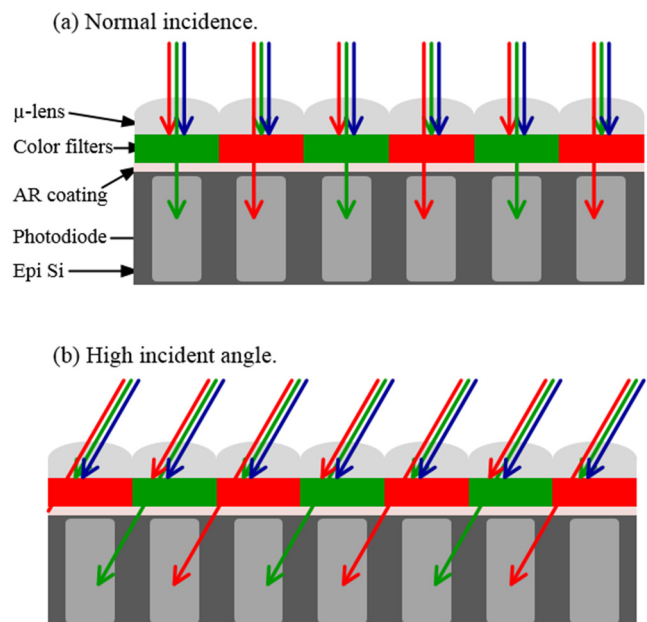 (a) Normal incidence.
µ-lens
Color filters
AR coating
Photodiode
Epi Si
(b) High incident angle.